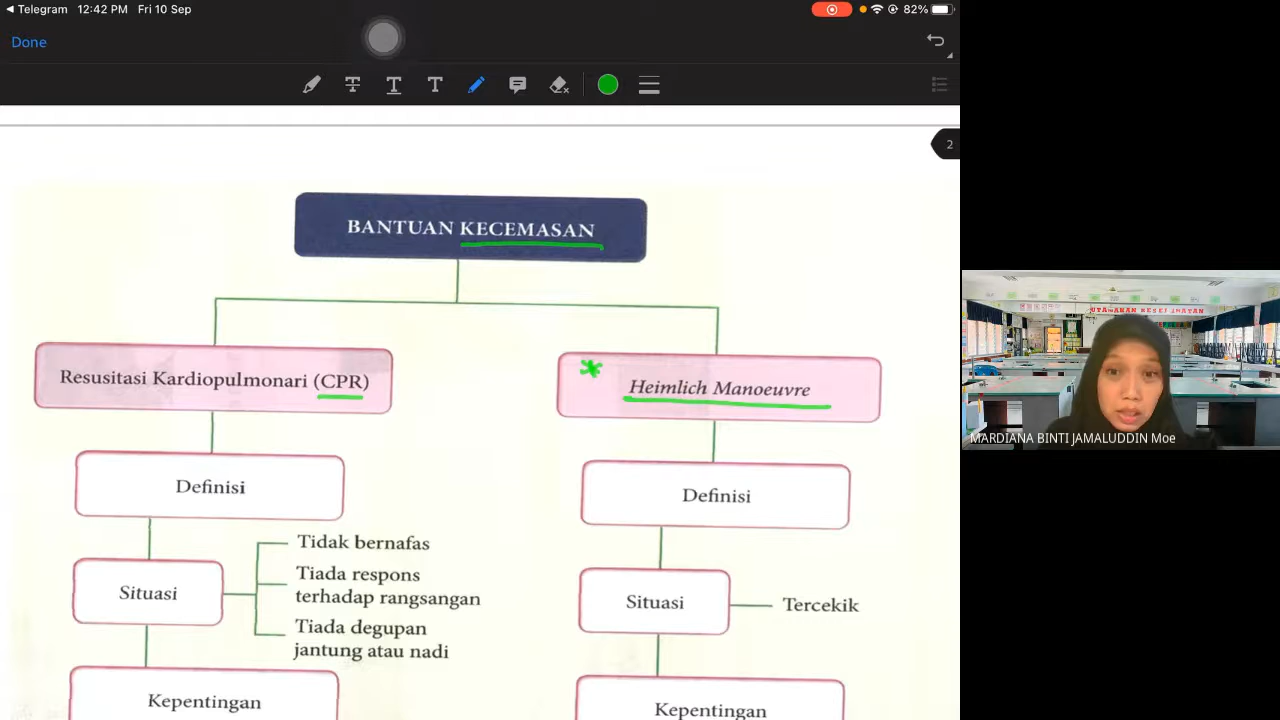 Telegram 12:42 PM Fri 10 Sep 82%
Done
T T T
2
BANTUAN KECEMASAN
Resusitasi Kardiopulmonari (CPR)
Heimlich Manoeuvre
Definisi
Definisi
Situasi
Tidak bernafas
Tiada respons
terhadap rangsangan
Tiada degupan
jantung atau nadi
Situasi
Tercekik
Kepentingan
Kepentingan
UTAMAKAN KESELAMATAN
MARDIANA BINTI JAMALUDDIN Moe